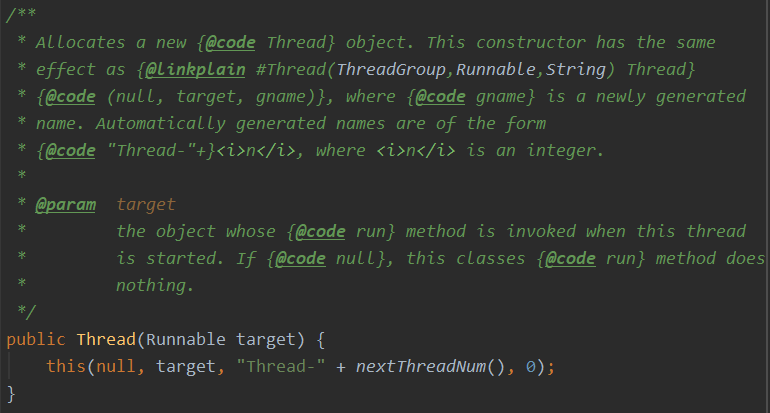 /**
 * Allocates a new {@code Thread} object. This constructor has the same
 * effect as {@linkplain #Thread(ThreadGroup,Runnable,String) Thread}
 * {@code (null, target, gname)}, where {@code gname} is a newly generated
 * name. Automatically generated names are of the form
 * {@code "Thread-"+}<i>n</i>, where <i>n</i> is an integer.
 *
 * @param  target
 *         the object whose {@code run} method is invoked when this thread
 *         is started. If {@code null}, this classes {@code run} method does
 *         nothing.
 */
public Thread(Runnable target) {
    this(null, target, "Thread-" + nextThreadNum(), 0);
}